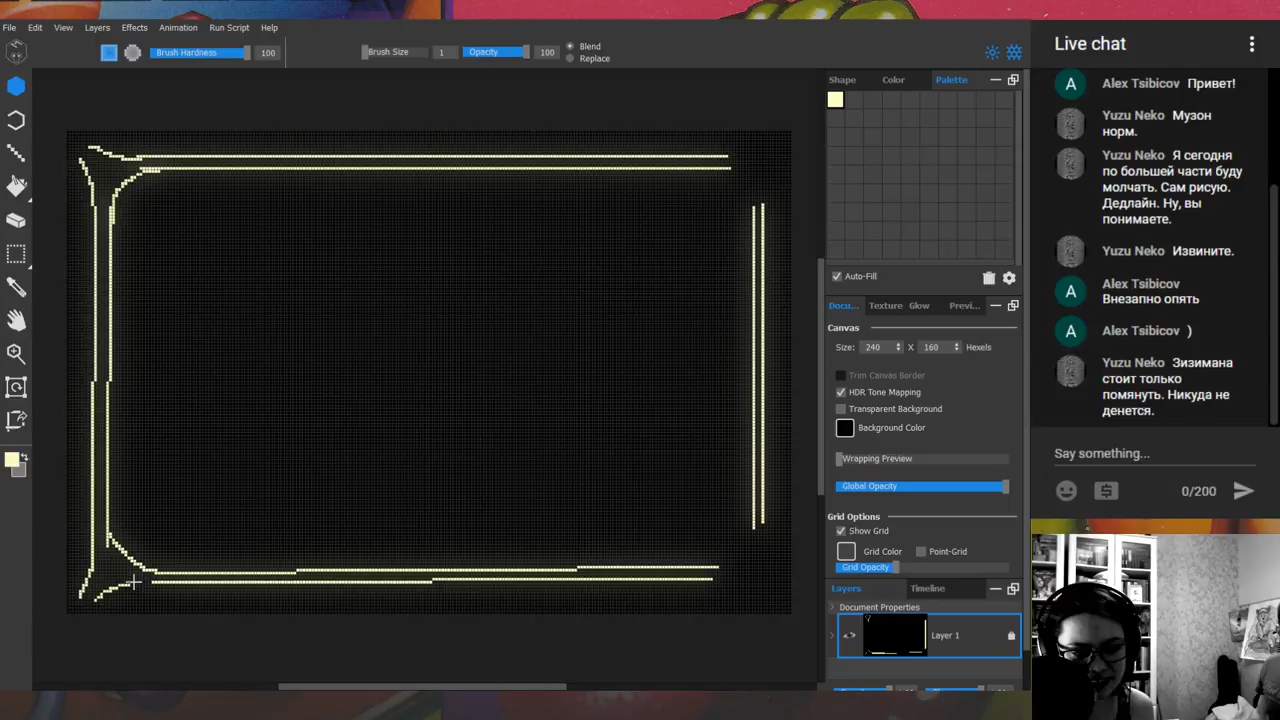 File Edit View Layers Effects Animation Run Script Help
Live chat
Brush Hardness 100 Brush Size 1 Opacity 100 Blend
Replace
Shape Color Palette
Auto-Fill
Docu... Texture Glow Previ...
Canvas
Size: 240 X 160 Hexels
Trim Canvas Border
HDR Tone Mapping
Transparent Background
Background Color
Wrapping Preview
Global Opacity
Grid Options
Show Grid
Grid Color Point-Grid
Grid Opacity
Layers Timeline
Document Properties
Layer 1
A Alex Tsibicov Привет!
Yuzu Neko Музон
норм.
Yuzu Neko Я сегодня
по большей части буду
молчать. Сам рисую.
Дедлайн. Ну, вы
понимаете.
Yuzu Neko Извините.
A Alex Tsibicov
Внезапно опять
A Alex Tsibicov )
Yuzu Neko Зизимана
стоит только
помянуть. Никуда не
денется.
Say something...
0/200